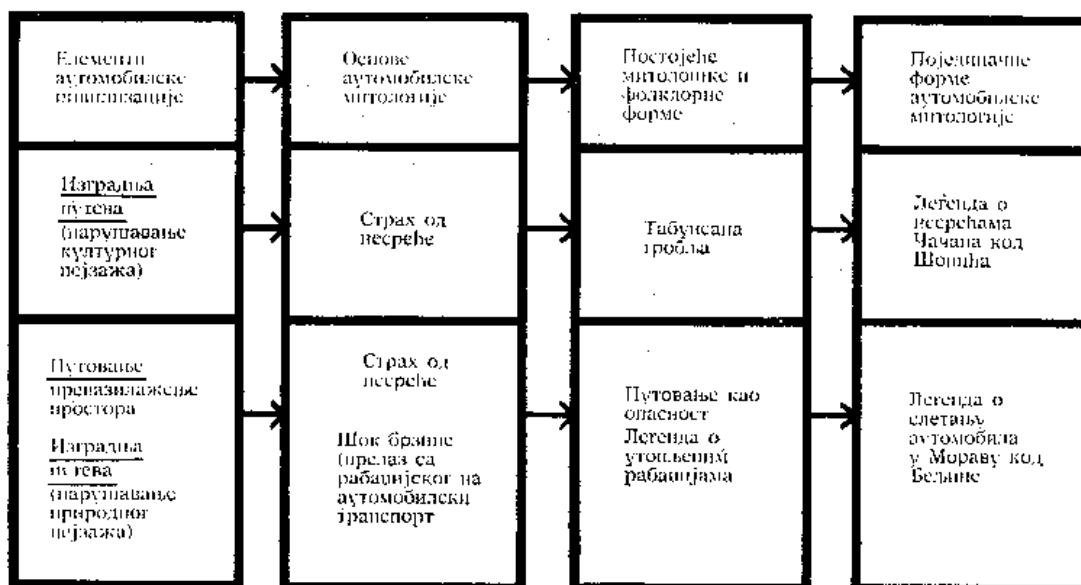 Елементи
аутомобилске
цивилизације
Основе
аутомобилске
митологије
Постојеће
митолошке и
фолклорне
форме
Појединачне
форме
аутомобилске
митологије
Изградња
путева
(нарушавање
културног
пејзажа)
Страх од
несреће
Табуисана
гробља
Легенда о
несрећама
Чачана код
Шопића
Путовање
превазилажење
простора
Изградња
путева
(нарушавање
природног
пејзажа)
Страх од
несреће
Шок брзине
(прелаз са
рабаџијског на
аутомобилски
транспорт
Путовање као
опасност
Легенда о
утопљеним
рабаџијама
Легенда о
слетању
аутомобила
у Мораву код
Бељине